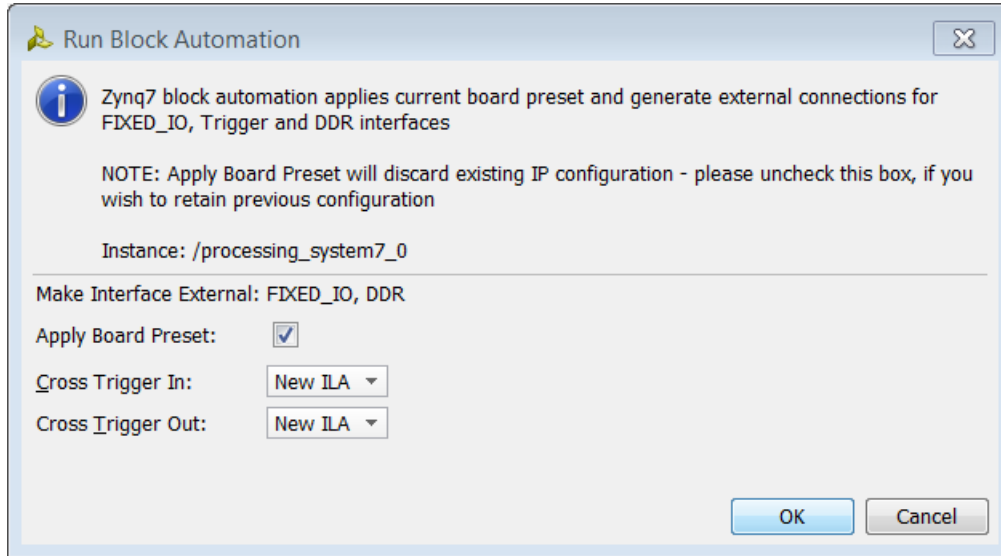 Run Block Automation
Zynq7 block automation applies current board preset and generate external connections for
FIXED_IO, Trigger and DDR interfaces
NOTE: Apply Board Preset will discard existing IP configuration - please uncheck this box, if you
wish to retain previous configuration
Instance: /processing_system7_0
Make Interface External: FIXED_IO, DDR
Apply Board Preset:
Cross Trigger In: New ILA
Cross Trigger Out: New ILA
OK Cancel